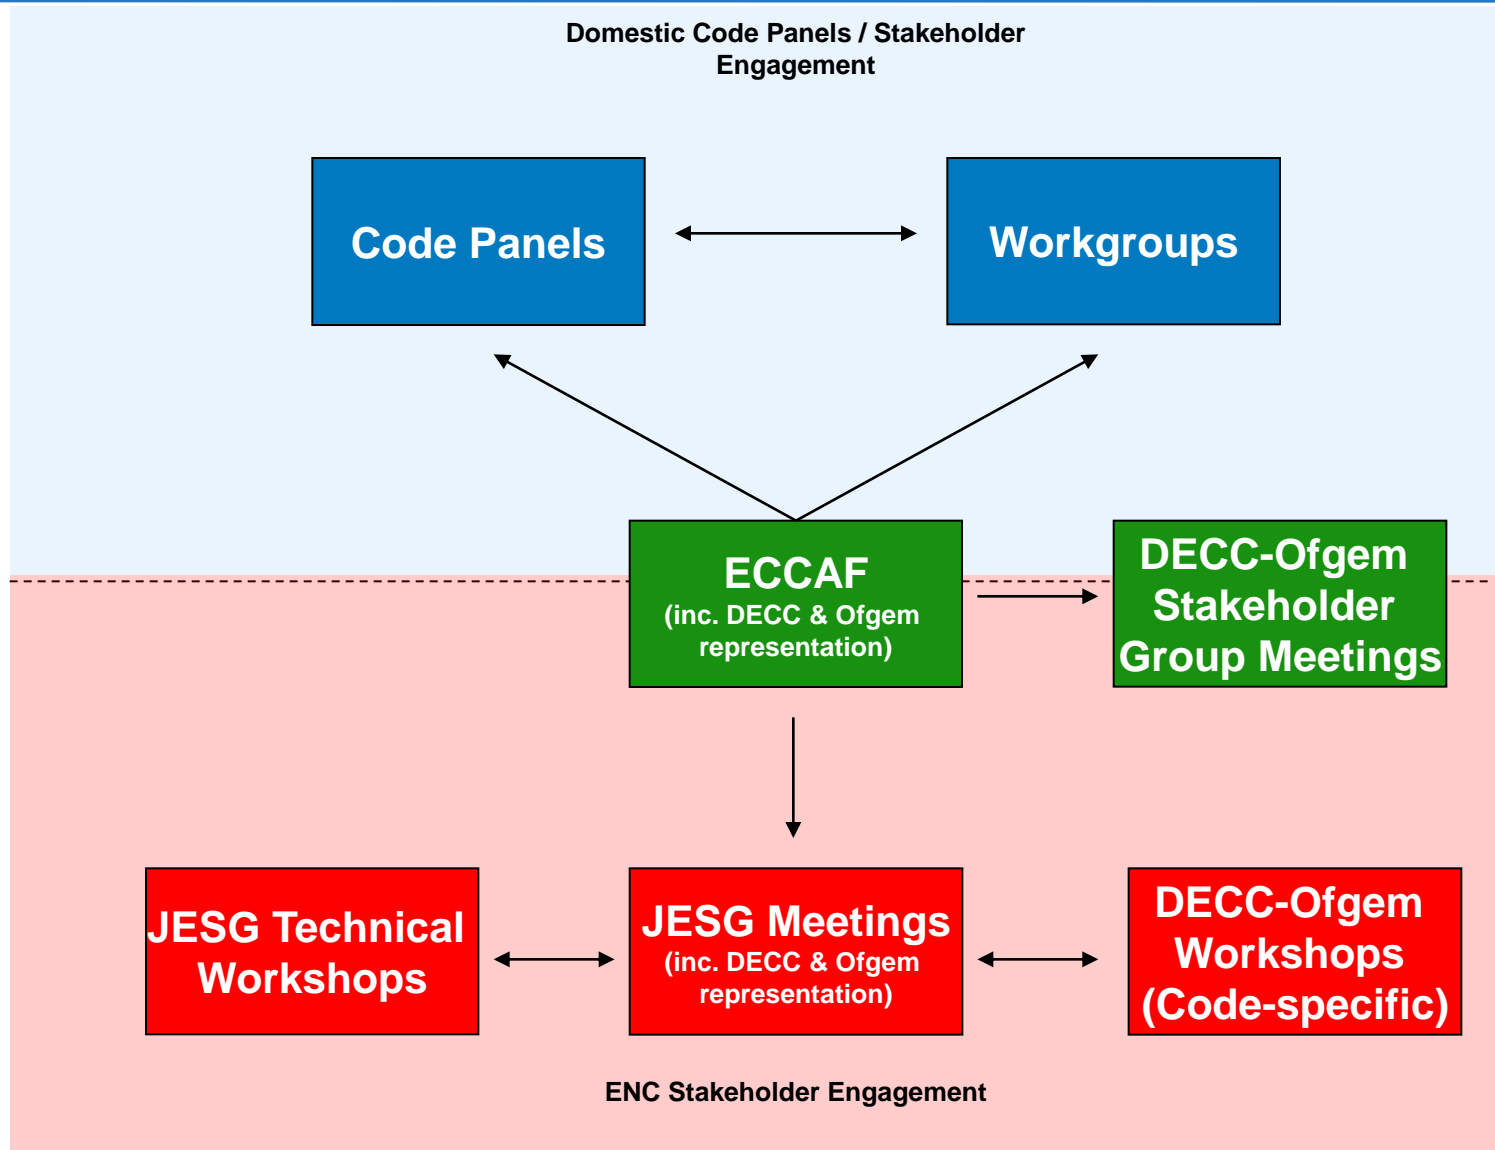 Domestic Code Panels / Stakeholder
Engagement
Code Panels
Workgroups
ECCAF
(inc. DECC & Ofgem
representation)
DECC-Ofgem
Stakeholder
Group Meetings
JESG Technical
Workshops
JESG Meetings
(inc. DECC & Ofgem
representation)
DECC-Ofgem
Workshops
(Code-specific)
ENC Stakeholder Engagement